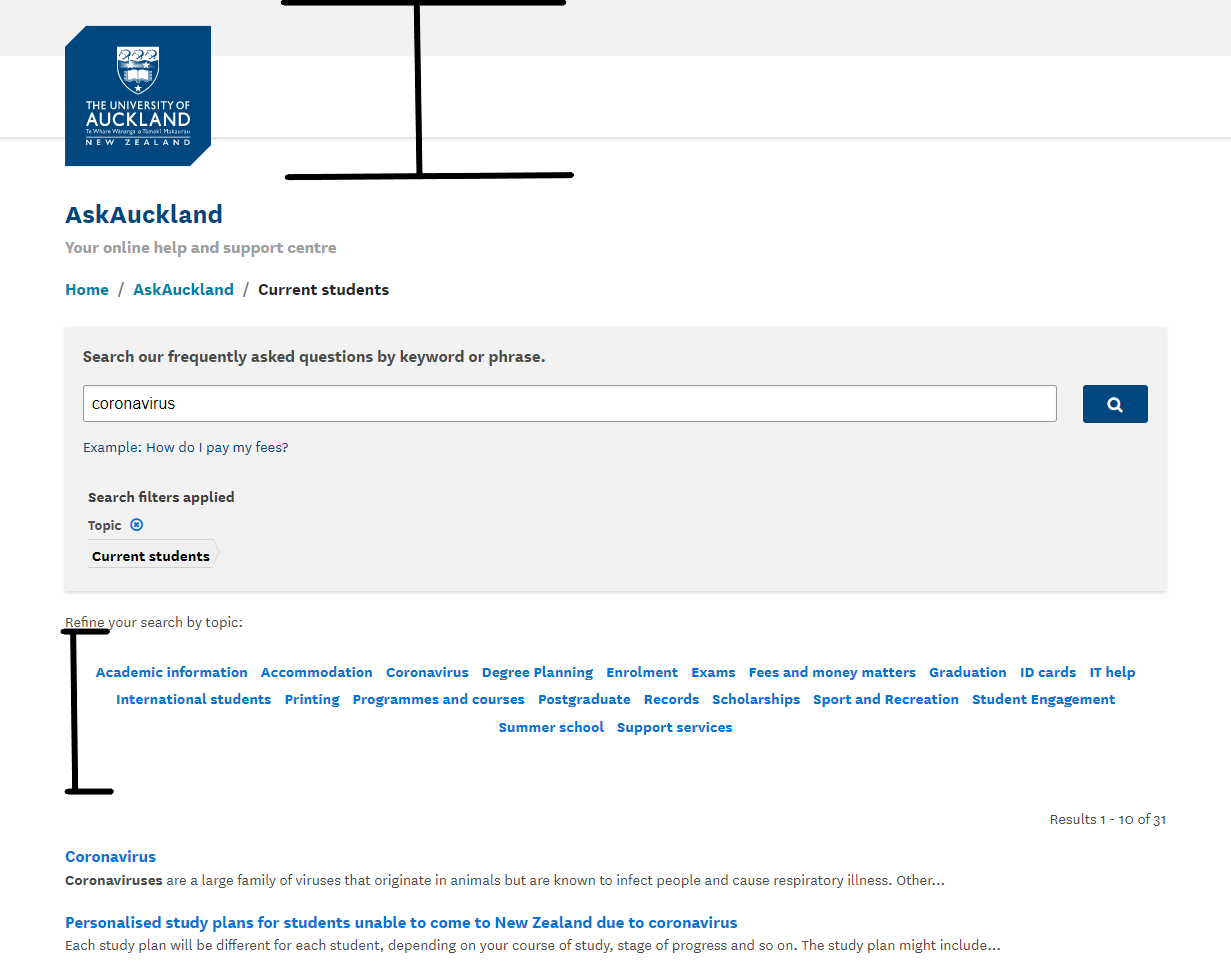 THE UNIVERSITY OF
AUCKLAND
Te Whare Wānanga o Tāmaki Makaurau
NEW ZEALAND
AskAuckland
Your online help and support centre
Home / AskAuckland / Current students
Search our frequently asked questions by keyword or phrase.
coronavirus
Example: How do I pay my fees?
Search filters applied
Topic
Current students
Refine your search by topic:
Academic information Accommodation Coronavirus Degree Planning Enrolment Exams Fees and money matters Graduation ID cards IT help
International students Printing Programmes and courses Postgraduate Records Scholarships Sport and Recreation Student Engagement
Summer school Support services
Results 1 - 10 of 31
Coronavirus
Coronaviruses are a large family of viruses that originate in animals but are known to infect people and cause respiratory illness. Other...
Personalised study plans for students unable to come to New Zealand due to coronavirus
Each study plan will be different for each student, depending on your course of study, stage of progress and so on. The study plan might include...